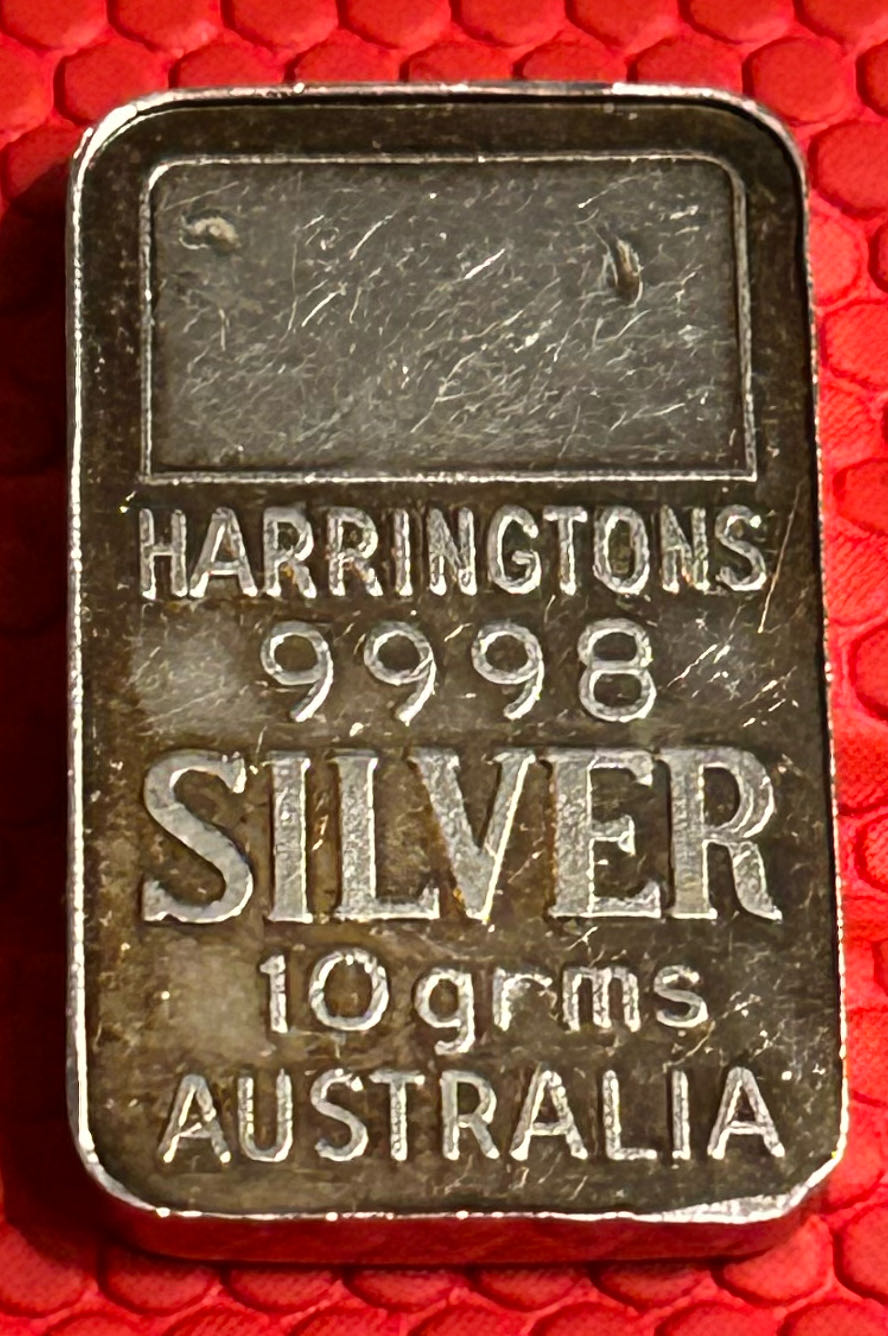 HARRINGTONS
9998
SILVER
10grms
AUSTRALIA